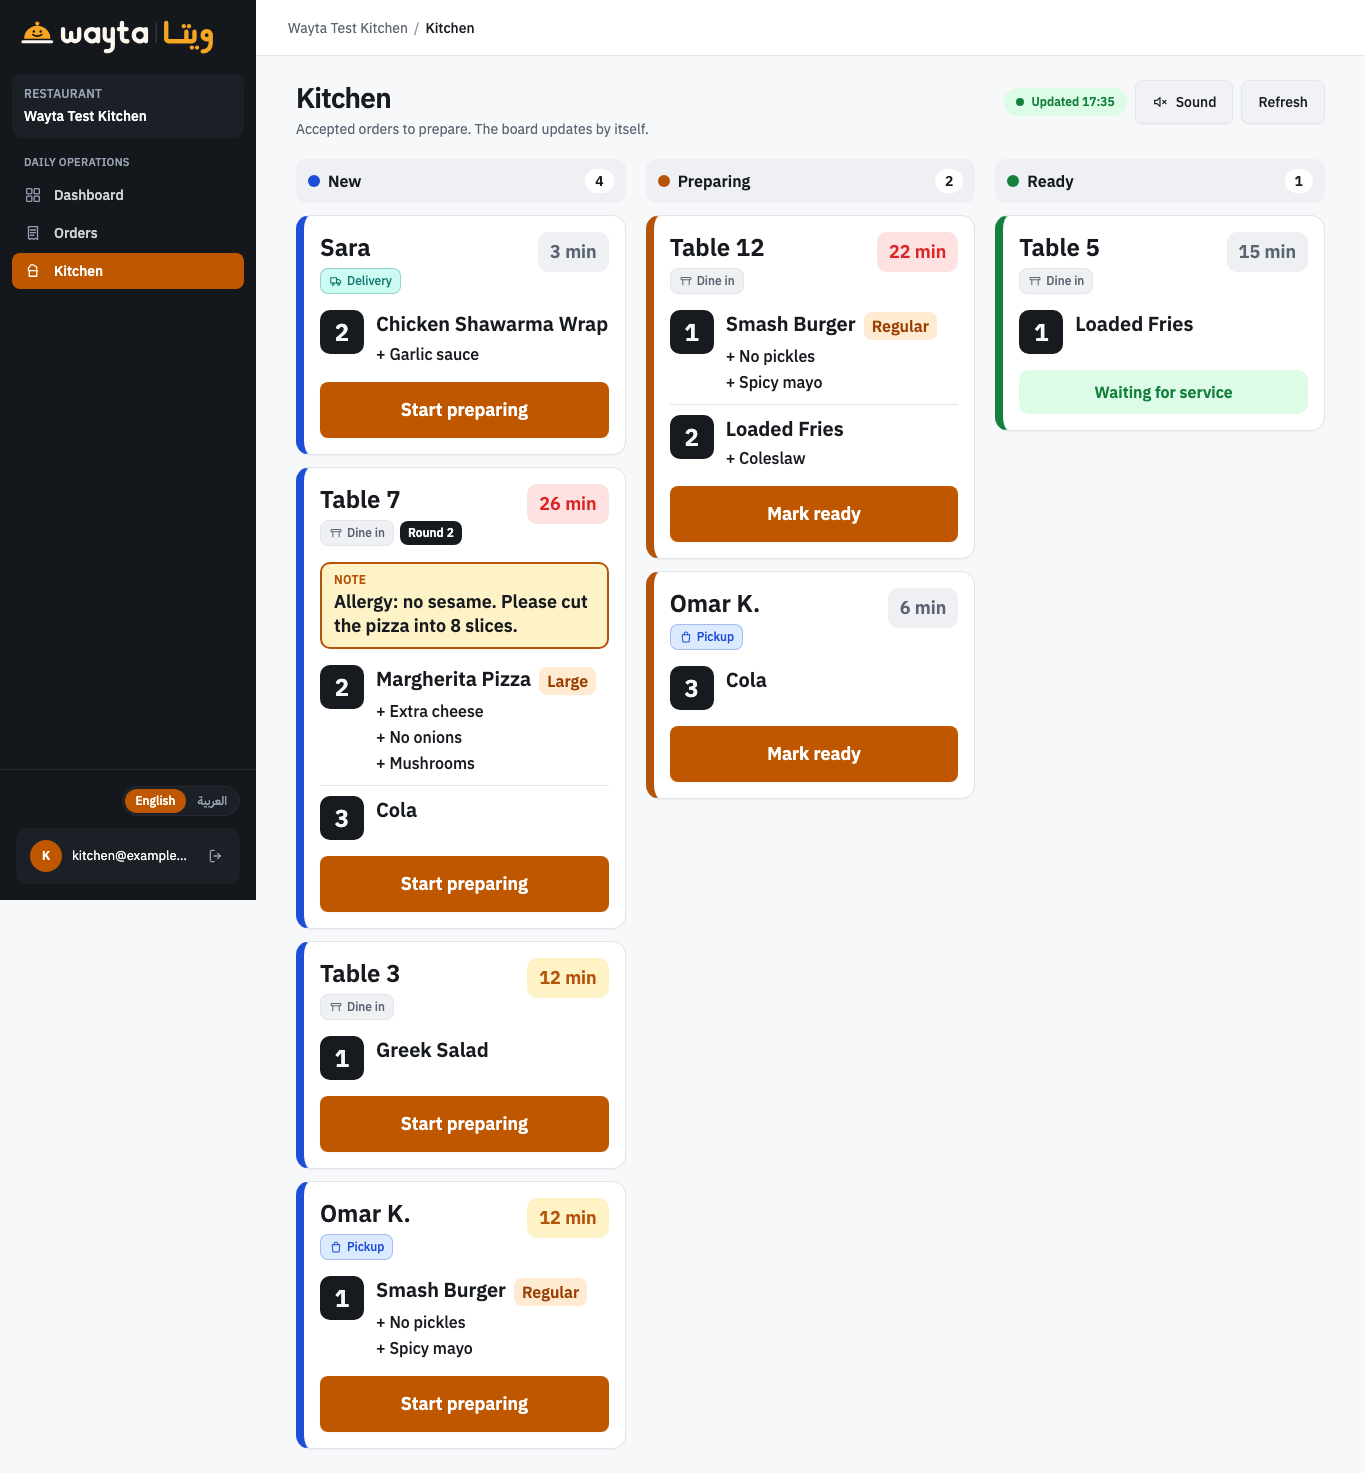 wayta | ويتا
RESTAURANT
Wayta Test Kitchen
DAILY OPERATIONS
Dashboard
Orders
Kitchen
English
العربية
K
kitchen@example...
Wayta Test Kitchen / Kitchen
Kitchen
Accepted orders to prepare. The board updates by itself.
Updated 17:35
Sound
Refresh
New
4
Sara
3 min
Delivery
2
Chicken Shawarma Wrap
+ Garlic sauce
Start preparing
Table 7
26 min
Dine in
Round 2
NOTE
Allergy: no sesame. Please cut
the pizza into 8 slices.
2
Margherita Pizza Large
+ Extra cheese
+ No onions
+ Mushrooms
3
Cola
Start preparing
Table 3
12 min
Dine in
1
Greek Salad
Start preparing
Omar K.
12 min
Pickup
1
Smash Burger Regular
+ No pickles
+ Spicy mayo
Start preparing
Preparing
2
Table 12
22 min
Dine in
1
Smash Burger Regular
+ No pickles
+ Spicy mayo
2
Loaded Fries
+ Coleslaw
Mark ready
Omar K.
6 min
Pickup
3
Cola
Mark ready
Ready
1
Table 5
15 min
Dine in
1
Loaded Fries
Waiting for service